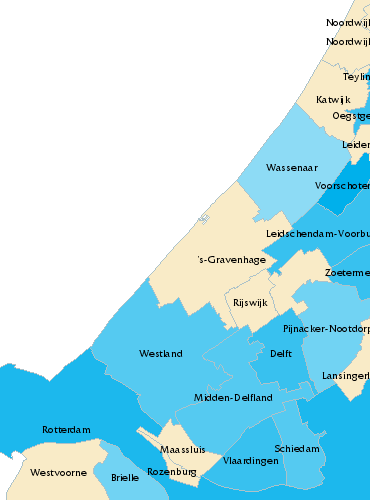 Noordwijk
Noordwijk
Teylin
Katwijk
Oegstge
Leiden
Wassenaar
Voorschoten
Leidschendam-Voorbu
's-Gravenhage
Zoeterme
Rijswijk
Pijnacker-Nootdorp
Westland
Delft
Lansingerl
Midden-Delfland
Rotterdam
Maassluis
Schiedam
Vlaardingen
Westvoorne
Rozenburg
Brielle